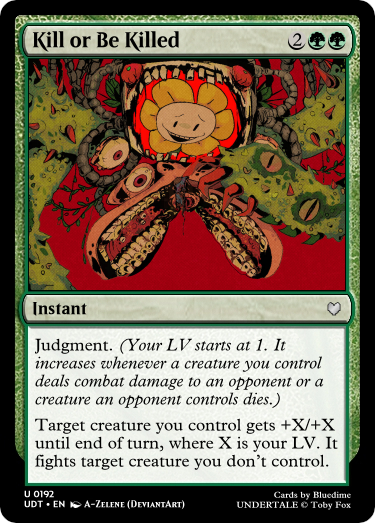 Kill or Be Killed 2
Instant
Judgment. (Your LV starts at 1. It
increases whenever a creature you control
deals combat damage to an opponent or a
creature an opponent controls dies.)
Target creature you control gets +X/+X
until end of turn, where X is your LV. It
fights target creature you don't control.
U 0192
Cards by Bluedime
UDT • EN A-Zelene (DeviantArt)
UNDERTALE © Toby Fox